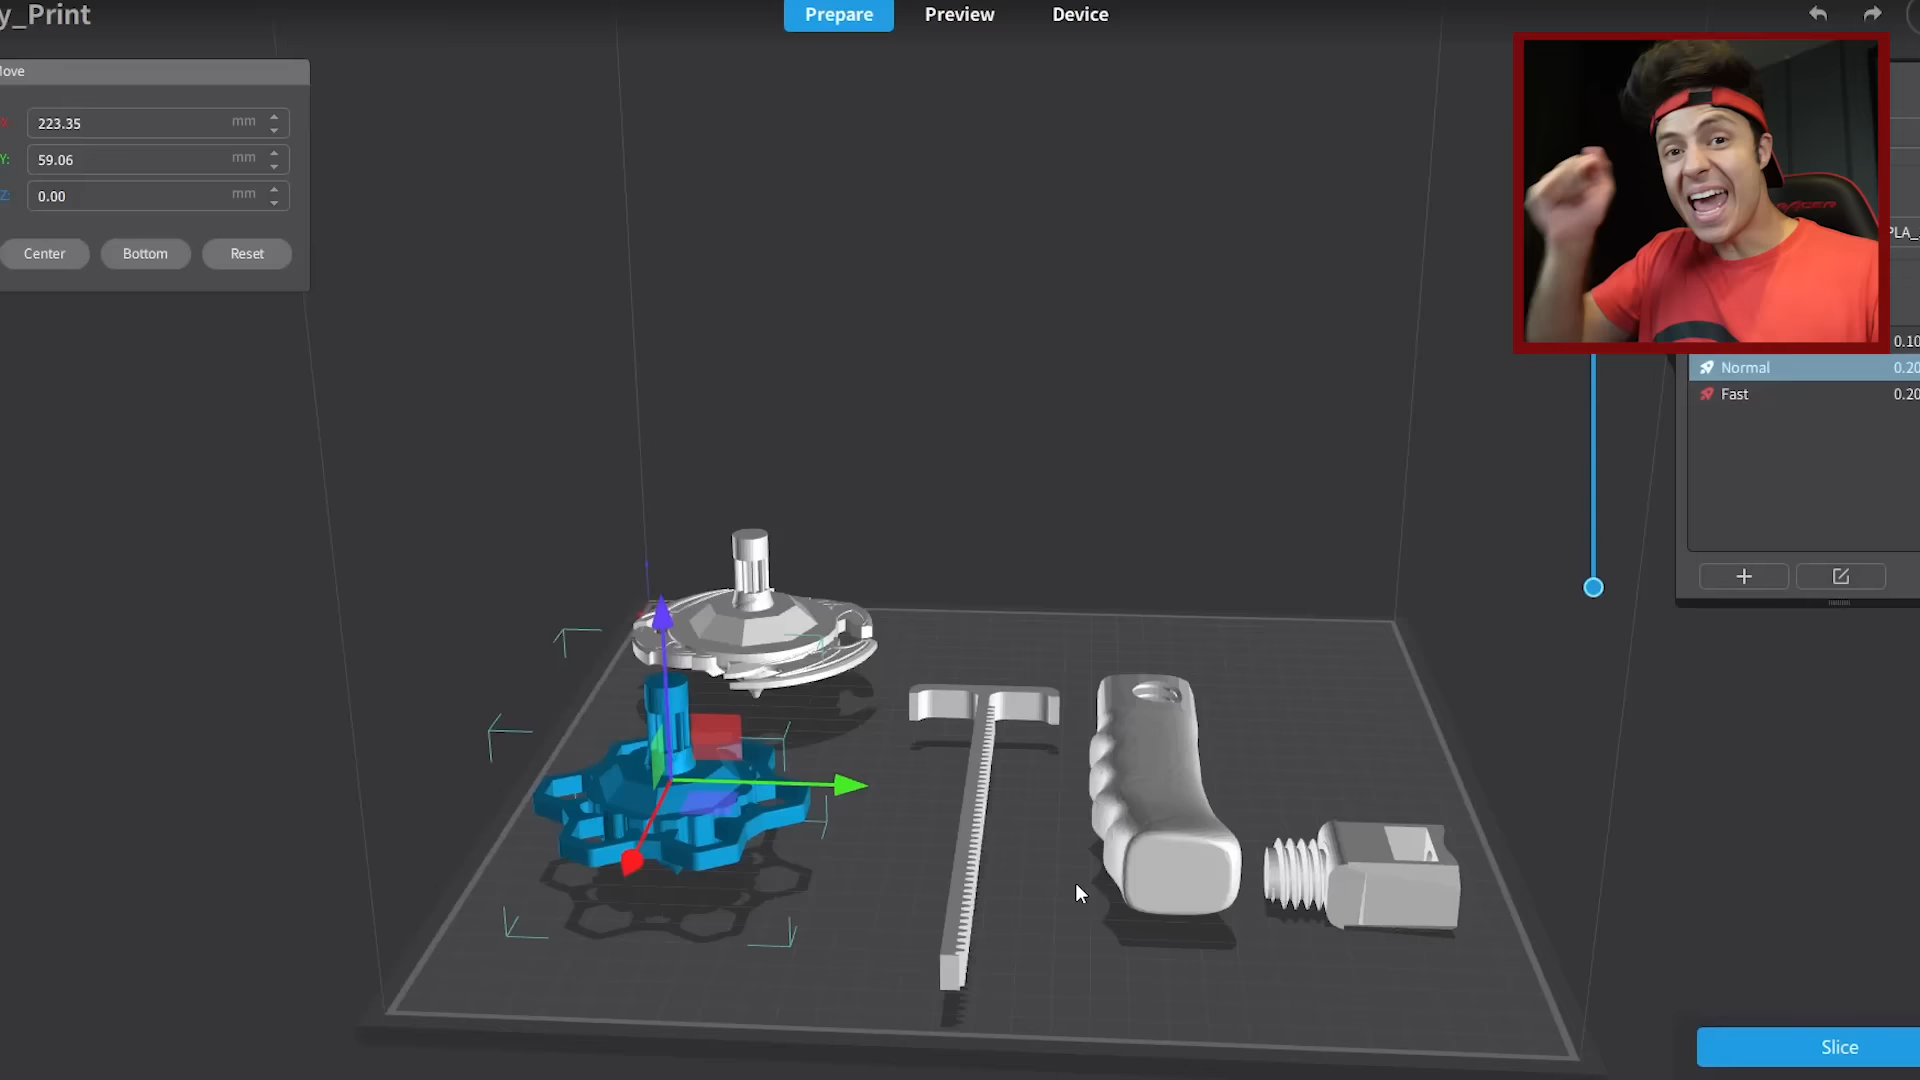 y_Print
Prepare
Preview
Device
Move
X:
223.35
mm
Y:
59.06
mm
Z:
0.00
mm
Center
Bottom
Reset
PLA_
0.10
Normal
0.20
Fast
0.20
Slice